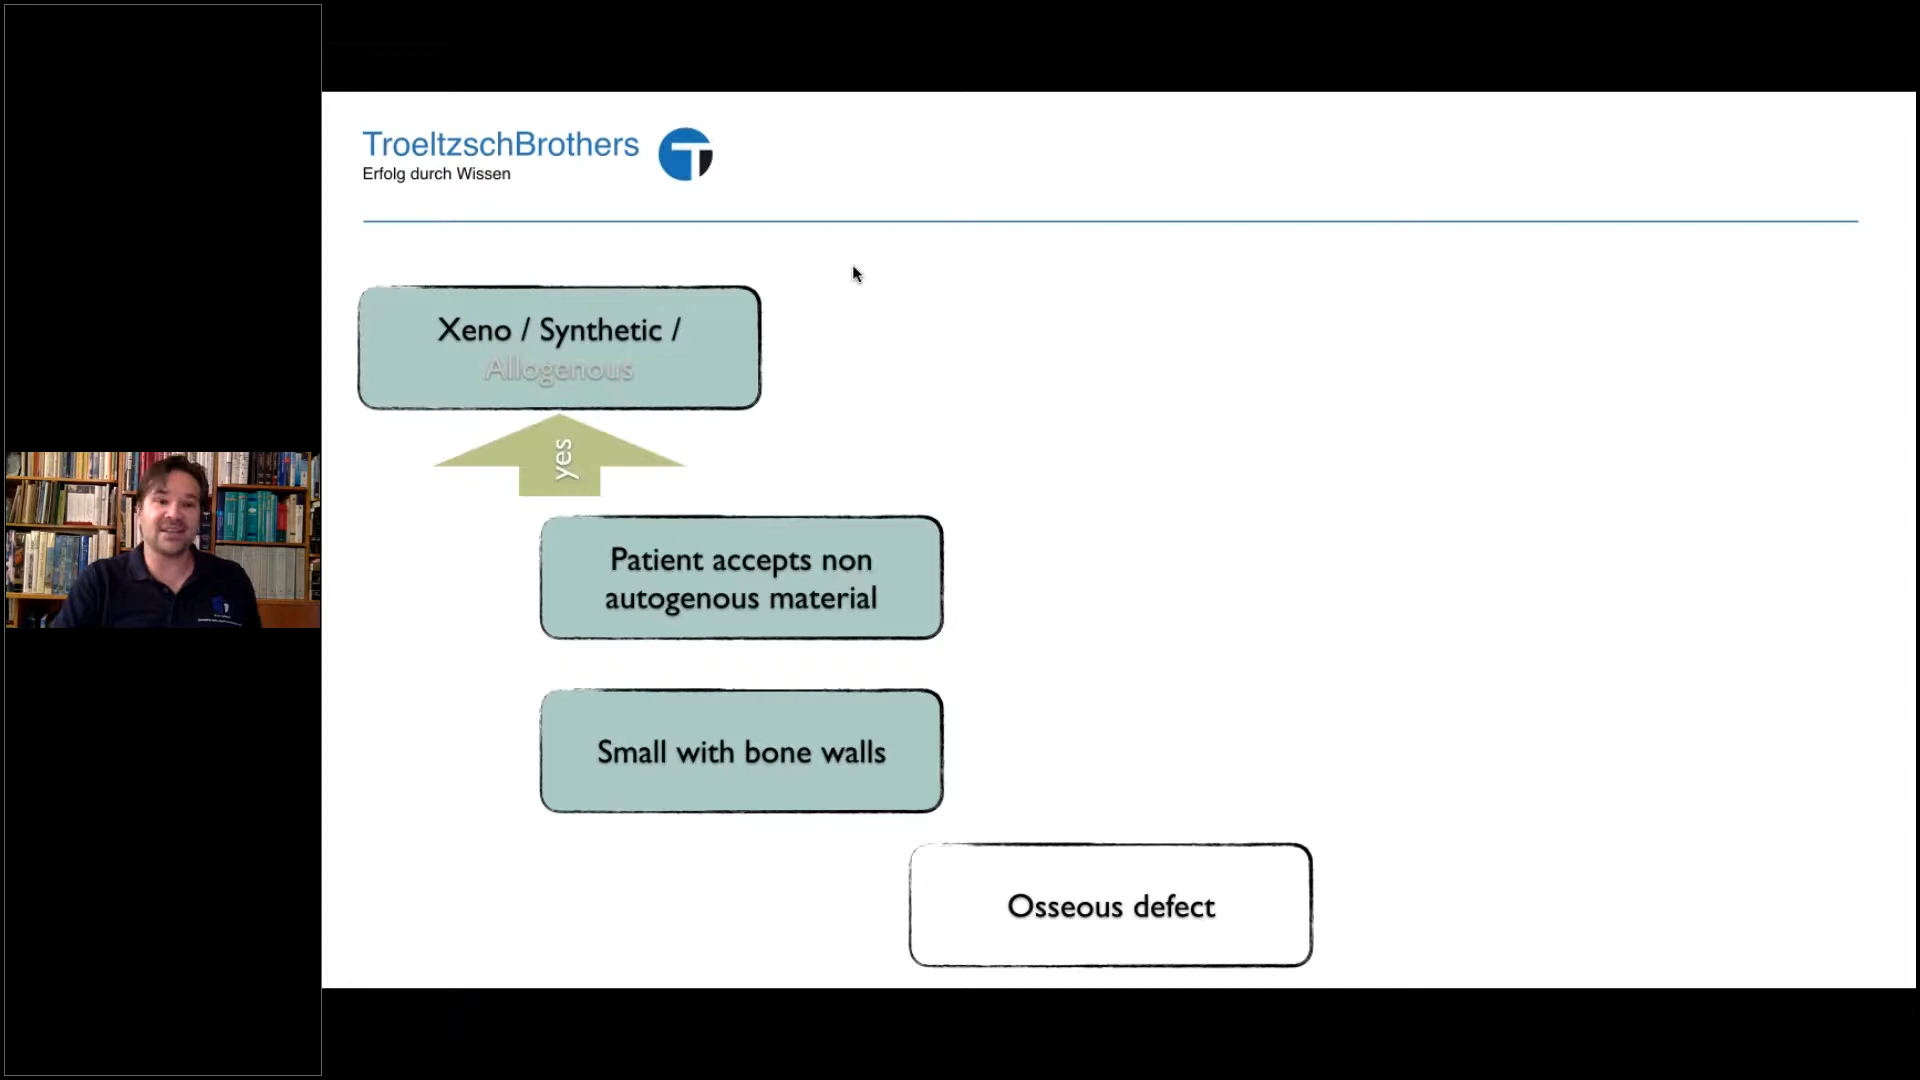 TroeltzschBrothers
Erfolg durch Wissen
Xeno / Synthetic /
Allogenous
yes
Patient accepts non
autogenous material
Small with bone walls
Osseous defect